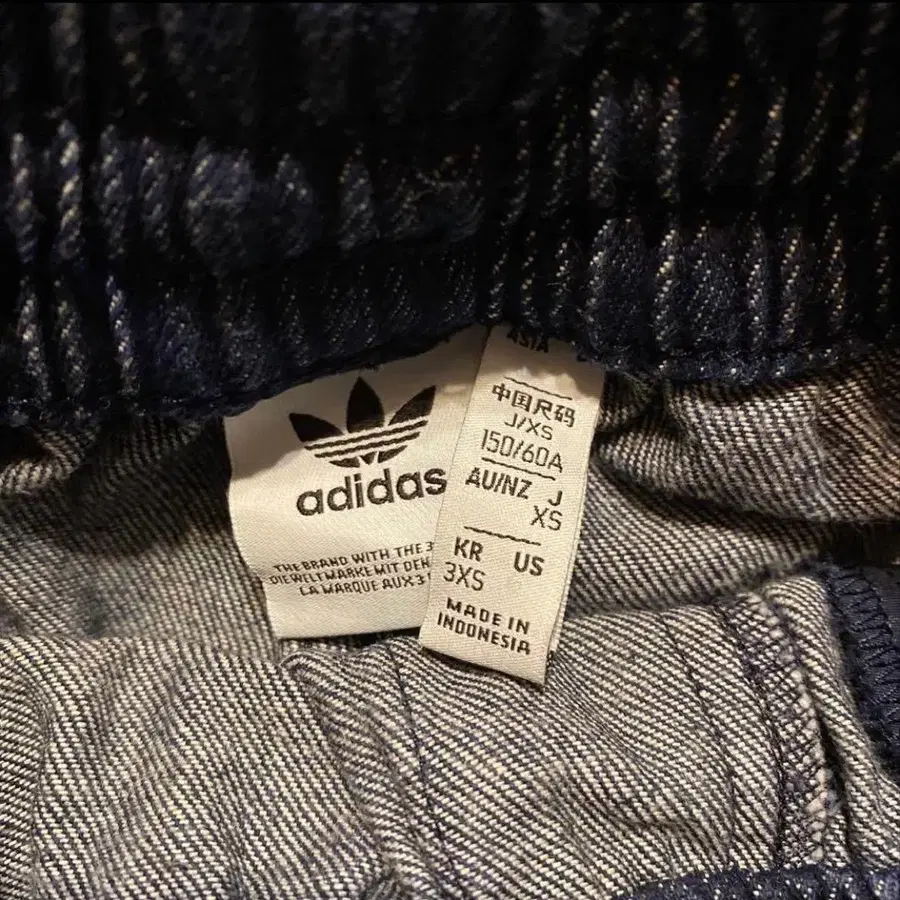 adidas
THE BRAND WITH THE 3
DIE WELTMARKE MIT DEN
LA MARQUE AUX 3
ASIA
中国尺码
J/XS
150/60A
AU/NZ J
XS
KR US
3XS
MADE IN
INDONESIA